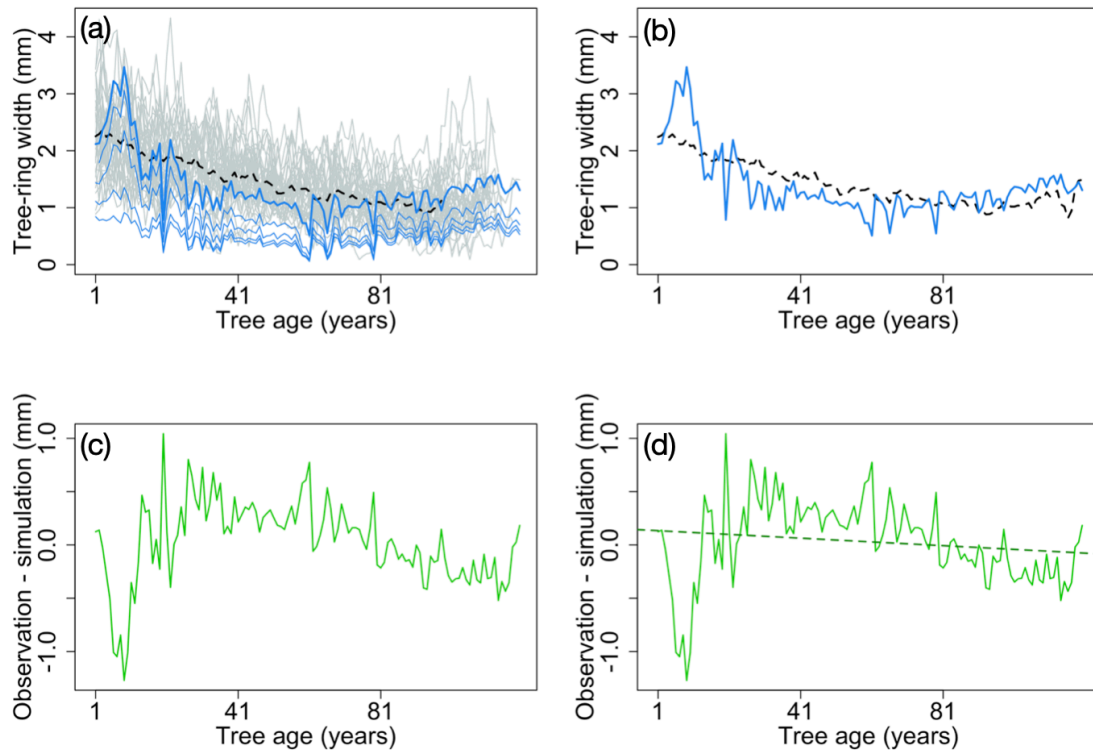 (a)
Tree-ring width (mm)
4
3
2
1
0
1
41
81
Tree age (years)
(b)
Tree-ring width (mm)
4
3
2
1
0
1
41
81
Tree age (years)
(c)
Observation - simulation (mm)
1.0
0.0
-1.0
1
41
81
Tree age (years)
(d)
Observation - simulation (mm)
1.0
0.0
-1.0
1
41
81
Tree age (years)